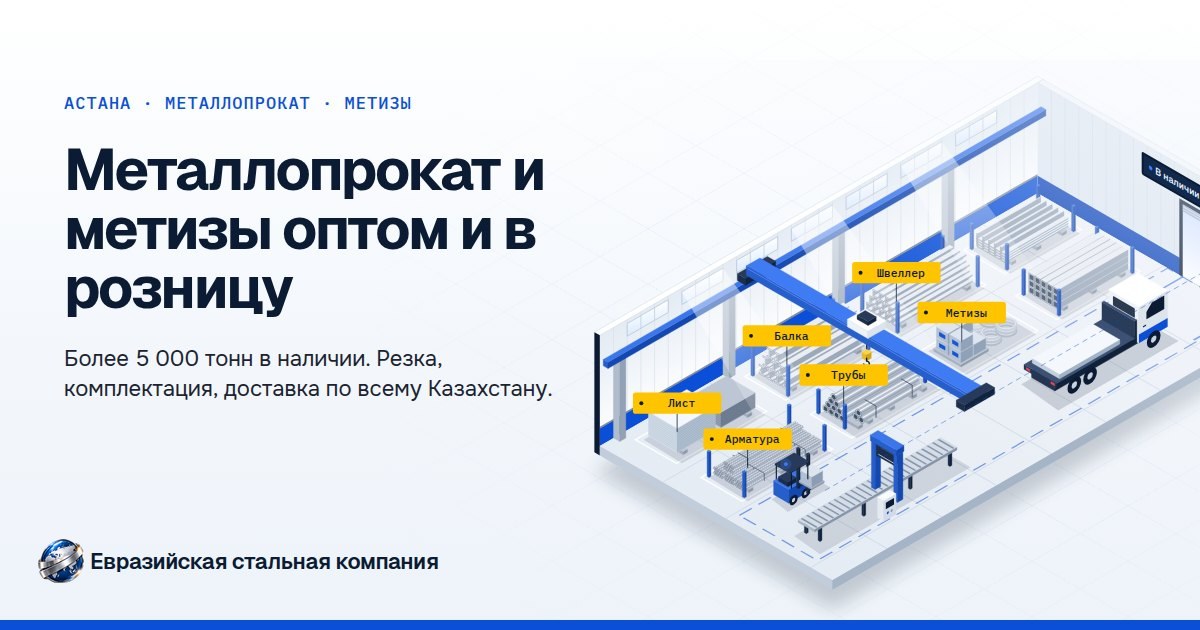 АСТАНА · МЕТАЛЛОПРОКАТ · МЕТИЗЫ
Металлопрокат и
метизы оптом и в
розницу
Более 5 000 тонн в наличии. Резка,
комплектация, доставка по всему Казахстану.
В наличии
Швеллер
Метизы
Балка
Трубы
Лист
Арматура
Евразийская стальная компания